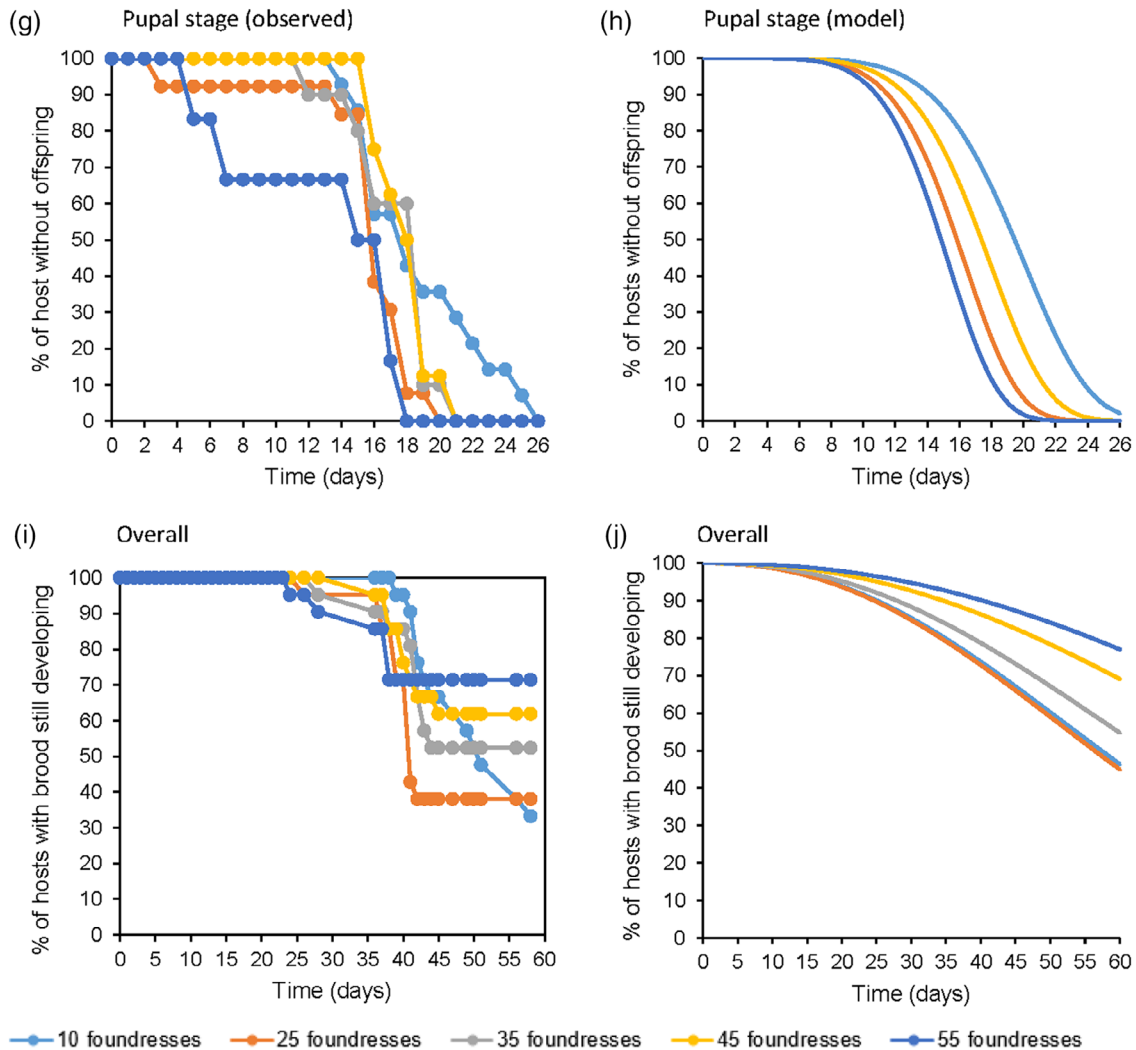 (g) Pupal stage (observed)
% of host without offspring
100
90
80
70
60
50
40
30
20
10
0
0 2 4 6 8 10 12 14 16 18 20 22 24 26
Time (days)
(h) Pupal stage (model)
% of hosts without offspring
100
90
80
70
60
50
40
30
20
10
0
0 2 4 6 8 10 12 14 16 18 20 22 24 26
Time (days)
(i) Overall
% of hosts with brood still developing
100
90
80
70
60
50
40
30
20
10
0
0 5 10 15 20 25 30 35 40 45 50 55 60
Time (days)
(j) Overall
% of hosts with brood still developing
100
90
80
70
60
50
40
30
20
10
0
0 5 10 15 20 25 30 35 40 45 50 55 60
Time (days)
10 foundresses 25 foundresses 35 foundresses 45 foundresses 55 foundresses